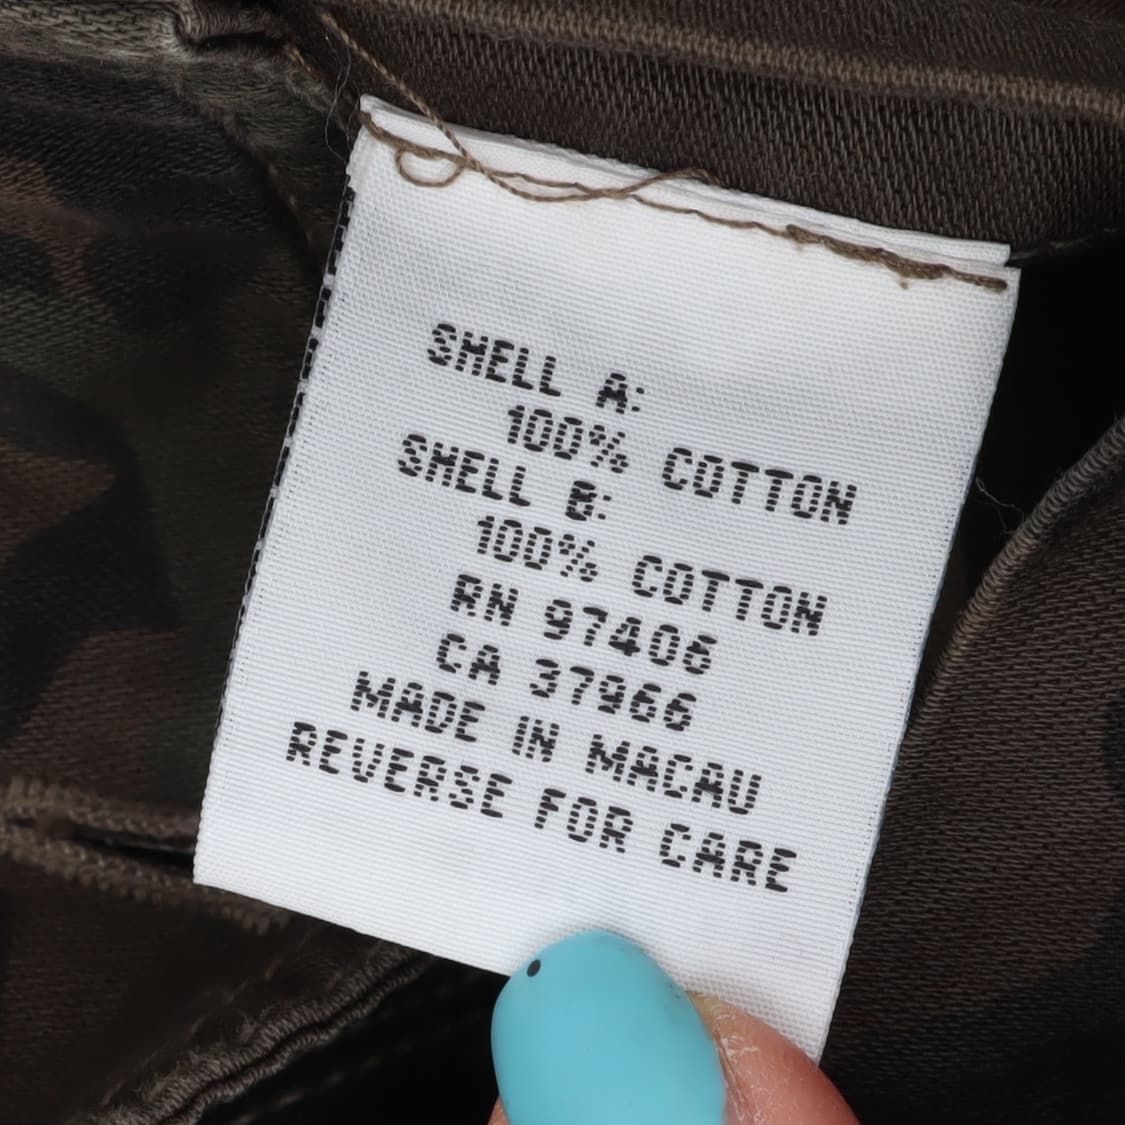 SHELL A:
100% COTTON
SHELL B:
100% COTTON
RN 97406
CA 37966
MADE IN MACAU
REVERSE FOR CARE